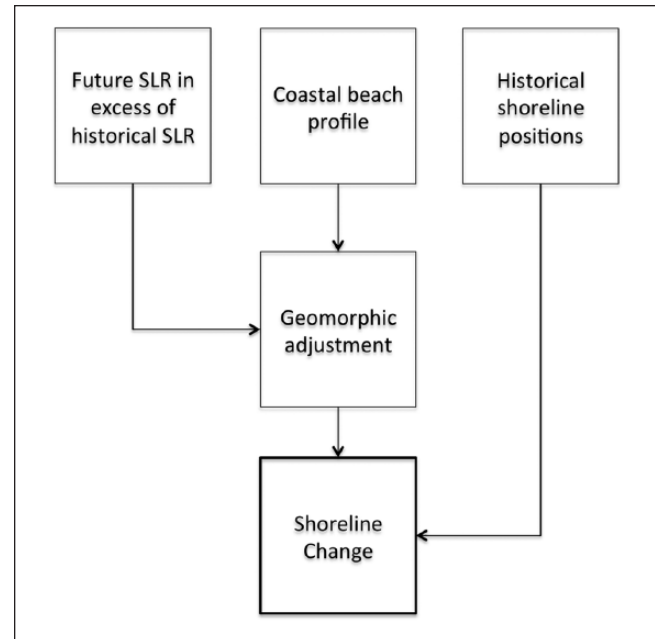 Future SLR in
excess of
historical SLR
Coastal beach
profile
Historical
shoreline
positions
Geomorphic
adjustment
Shoreline
Change